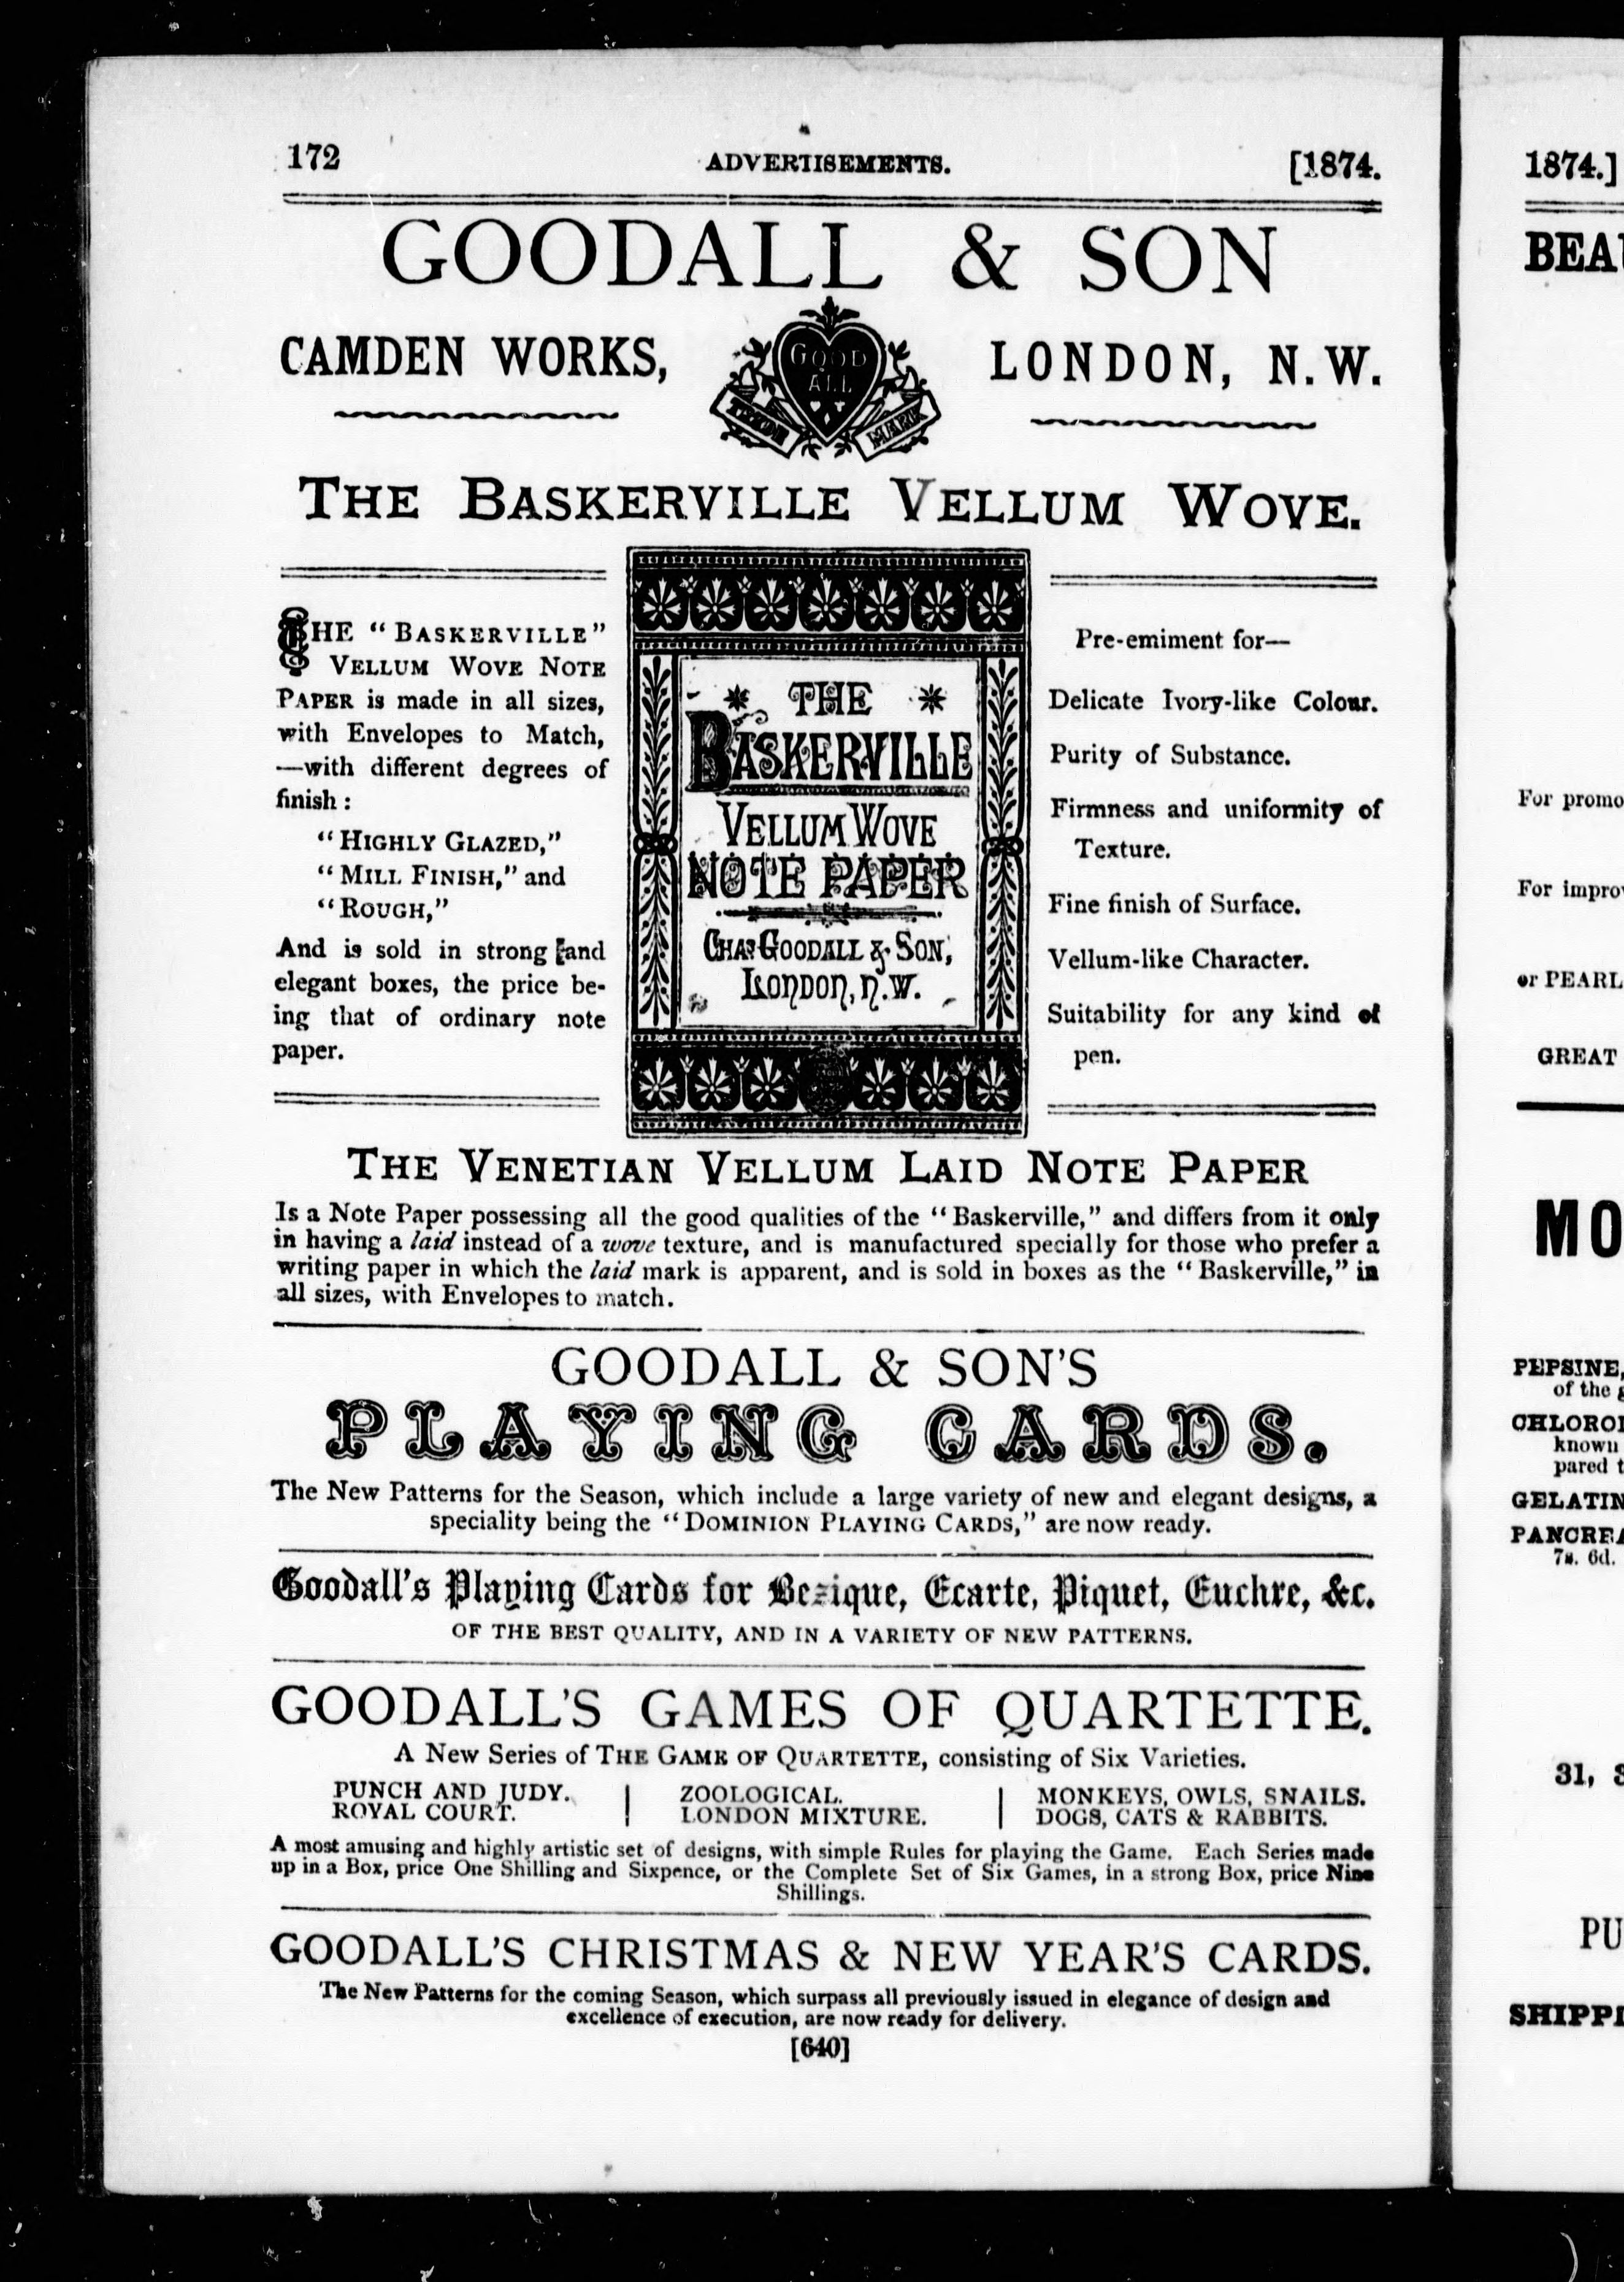 172 ADVERTISEMENTS. [1874.
GOODALL & SON
CAMDEN WORKS, LONDON, N.W.
GOOD
ALL
TRADE MARK
THE BASKERVILLE VELLUM WOVE.
THE "BASKERVILLE"
VELLUM WOVE NOTE
PAPER is made in all sizes,
with Envelopes to Match,
—with different degrees of
finish:
"HIGHLY GLAZED,"
"MILL FINISH," and
"ROUGH,"
And is sold in strong and
elegant boxes, the price be-
ing that of ordinary note
paper.
THE
BASKERVILLE
VELLUM WOVE
NOTE PAPER
CHAS GOODALL & SON,
LONDON, N.W.
Pre-emiment for—
Delicate Ivory-like Colour.
Purity of Substance.
Firmness and uniformity of
Texture.
Fine finish of Surface.
Vellum-like Character.
Suitability for any kind of
pen.
THE VENETIAN VELLUM LAID NOTE PAPER
Is a Note Paper possessing all the good qualities of the "Baskerville," and differs from it only
in having a laid instead of a wove texture, and is manufactured specially for those who prefer a
writing paper in which the laid mark is apparent, and is sold in boxes as the "Baskerville," in
all sizes, with Envelopes to match.
GOODALL & SON'S
PLAYING CARDS.
The New Patterns for the Season, which include a large variety of new and elegant designs, a
speciality being the "DOMINION PLAYING CARDS," are now ready.
Goodall's Playing Cards for Bezique, Ecarte, Piquet, Euchre, &c.
OF THE BEST QUALITY, AND IN A VARIETY OF NEW PATTERNS.
GOODALL'S GAMES OF QUARTETTE.
A New Series of THE GAME OF QUARTETTE, consisting of Six Varieties.
PUNCH AND JUDY. | ZOOLOGICAL. | MONKEYS, OWLS, SNAILS.
ROYAL COURT. | LONDON MIXTURE. | DOGS, CATS & RABBITS.
A most amusing and highly artistic set of designs, with simple Rules for playing the Game. Each Series made
up in a Box, price One Shilling and Sixpence, or the Complete Set of Six Games, in a strong Box, price Nine
Shillings.
GOODALL'S CHRISTMAS & NEW YEAR'S CARDS.
The New Patterns for the coming Season, which surpass all previously issued in elegance of design and
excellence of execution, are now ready for delivery.
[640]
1874.]
BEAU
For promo
For improv
or PEARL
GREAT
MO
PEPSINE,
of the g
CHLOROI
known
pared t
GELATIN
PANCREA
7s. 6d.
31, S
PU
SHIPPI